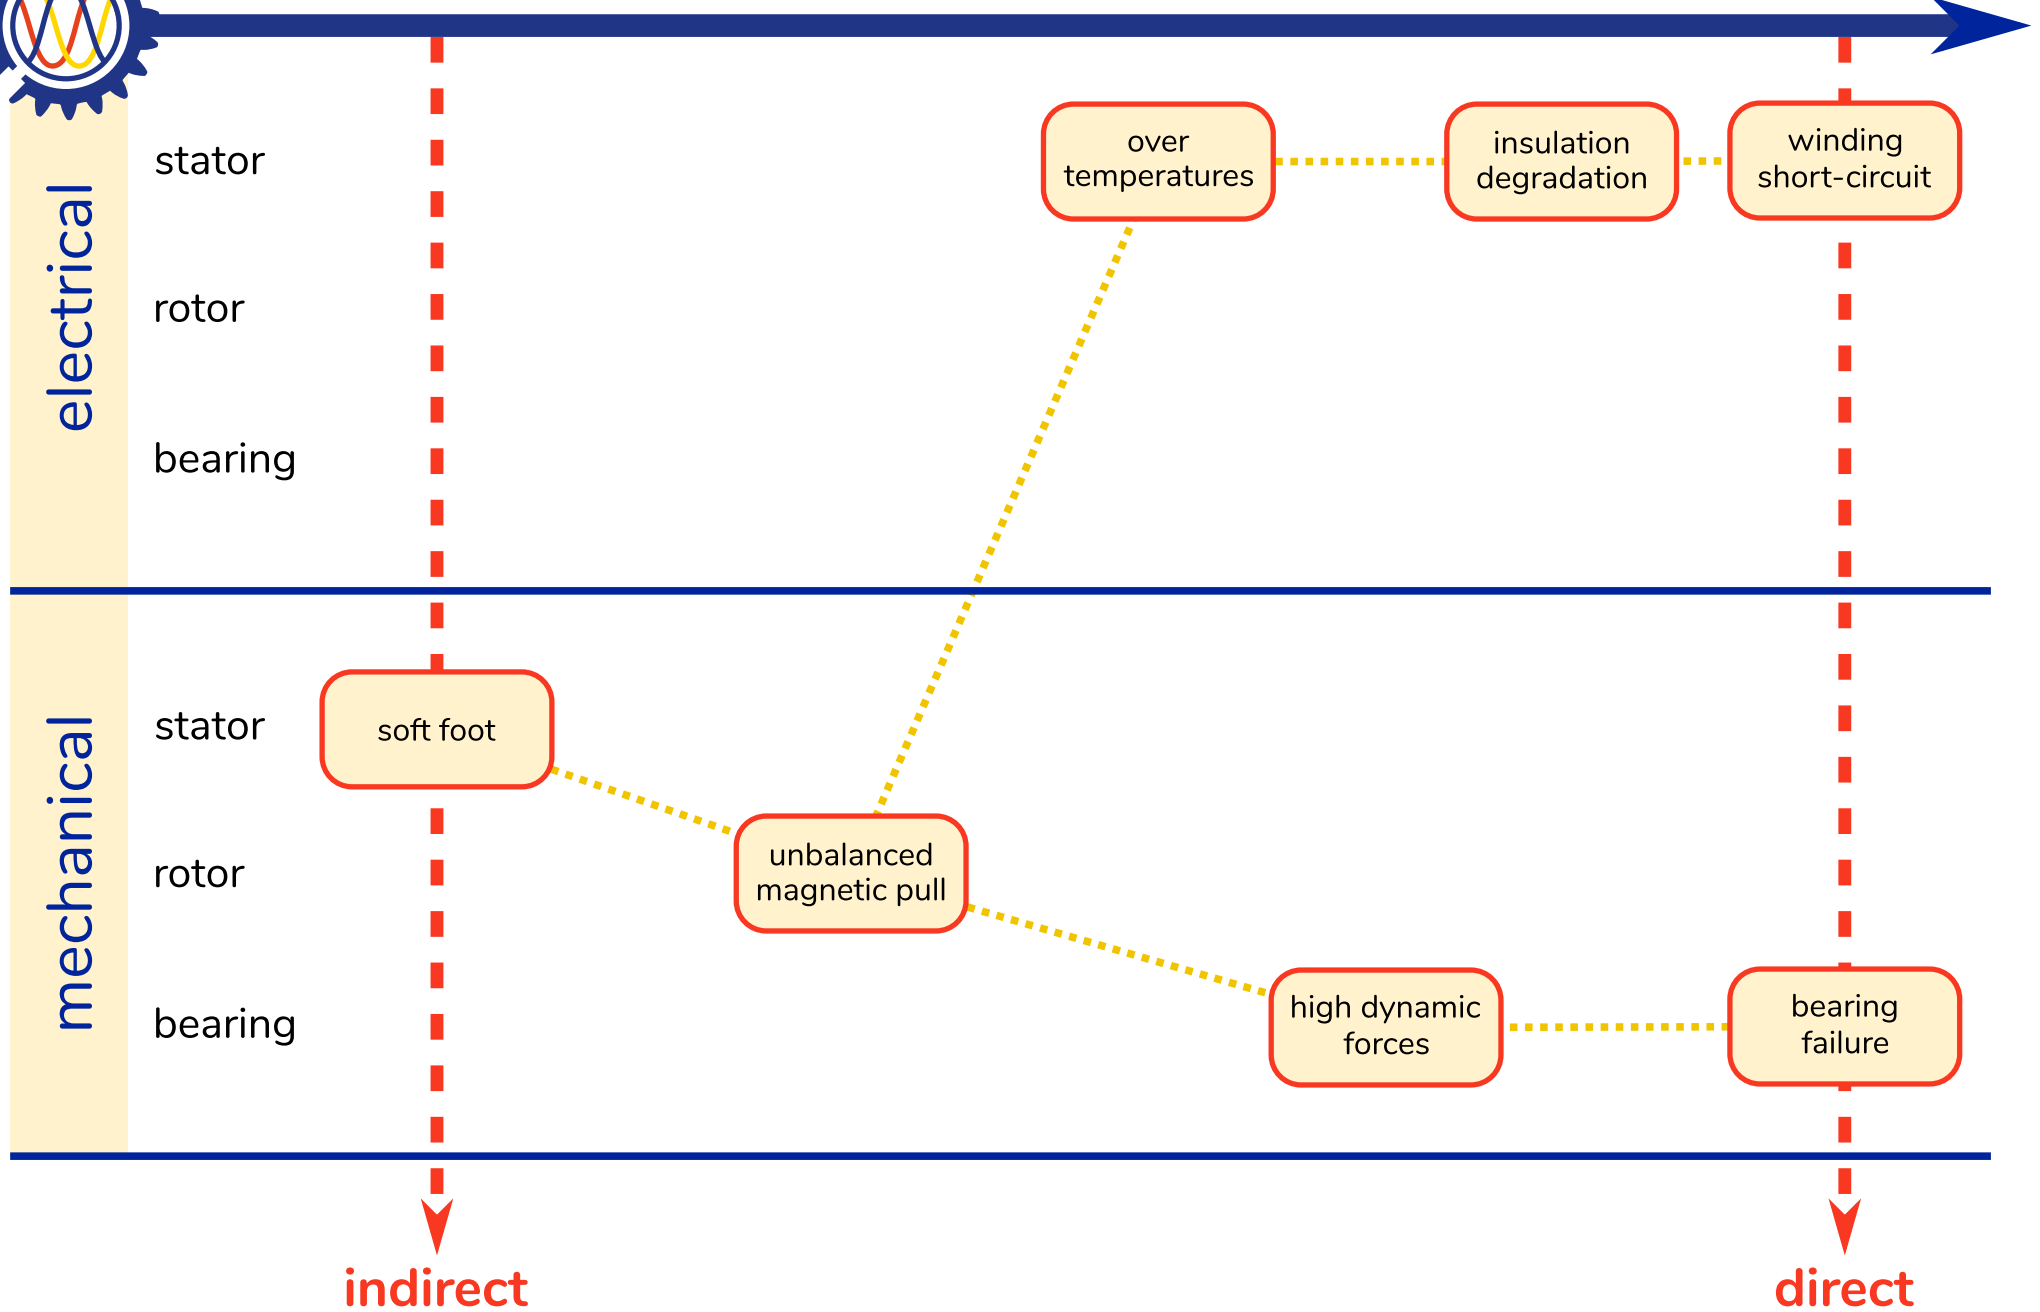 electrical
stator
over
temperatures
insulation
degradation
winding
short-circuit
rotor
bearing
mechanical
stator
soft foot
rotor
unbalanced
magnetic pull
bearing
high dynamic
forces
bearing
failure
indirect
direct